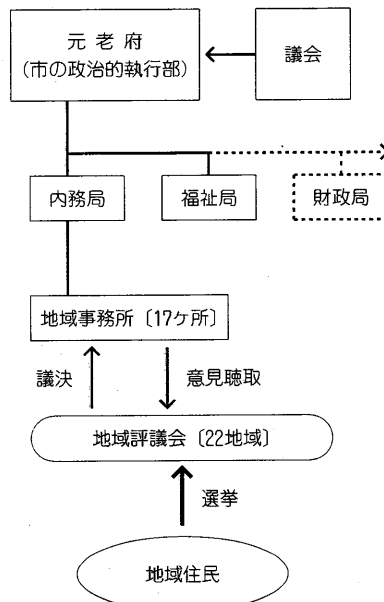 元老府
(市の政治的執行部)
議会
内務局
福祉局
財政局
地域事務所〔17ケ所〕
議決
意見聴取
地域評議会〔22地域〕
選挙
地域住民